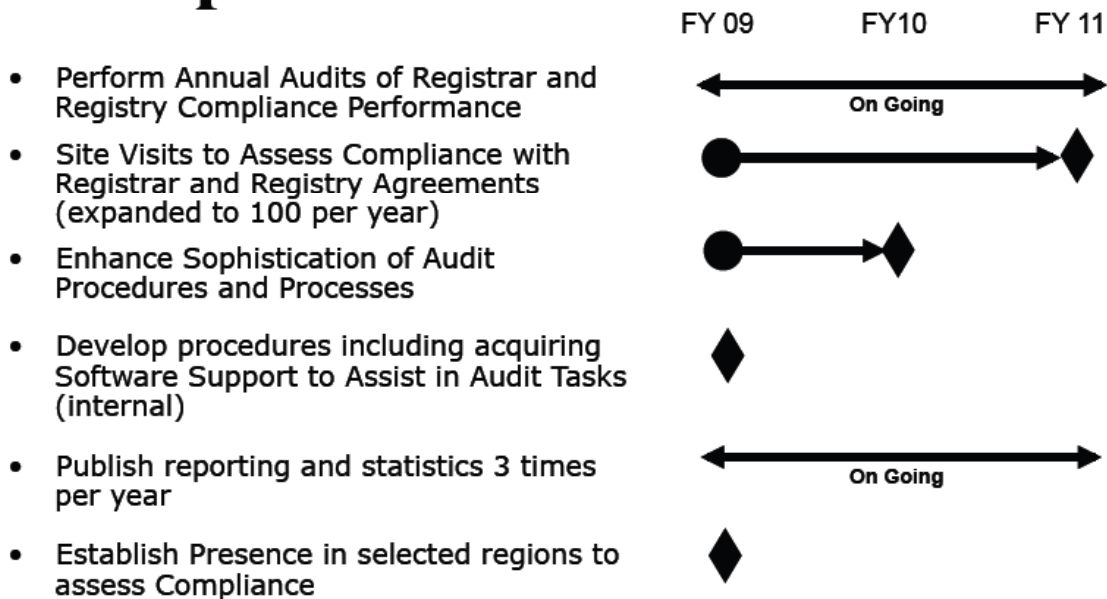 FY 09 FY10 FY 11
• Perform Annual Audits of Registrar and
Registry Compliance Performance
On Going
• Site Visits to Assess Compliance with
Registrar and Registry Agreements
(expanded to 100 per year)
• Enhance Sophistication of Audit
Procedures and Processes
• Develop procedures including acquiring
Software Support to Assist in Audit Tasks
(internal)
• Publish reporting and statistics 3 times
per year
On Going
• Establish Presence in selected regions to
assess Compliance